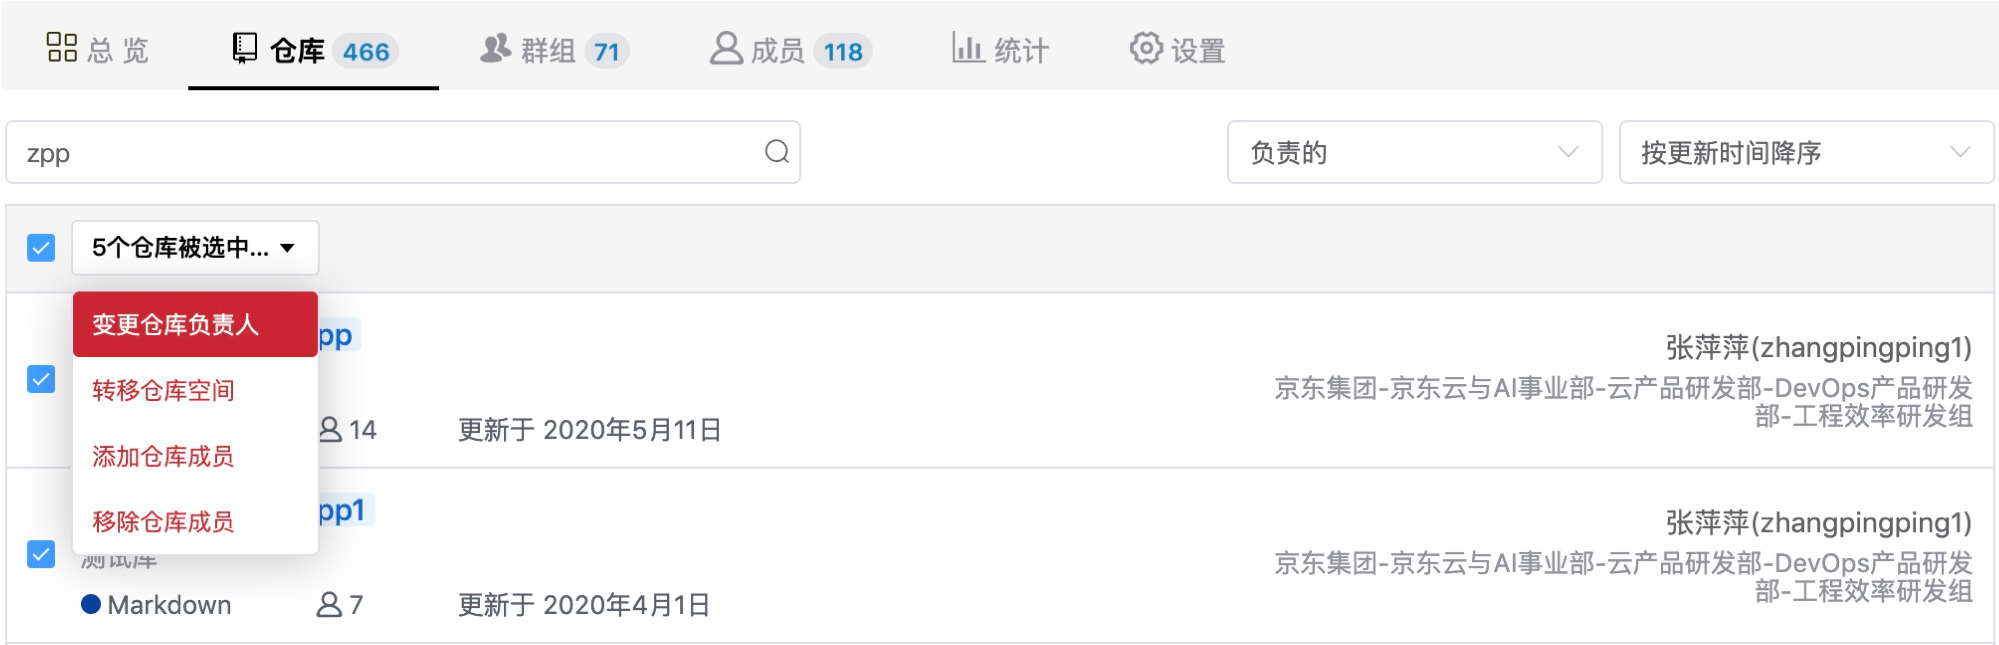 总 览 仓库 466 群组 71 成员 118 统计 设置
zpp 负责的 按更新时间降序
5个仓库被选中...
变更仓库负责人
转移仓库空间
添加仓库成员
移除仓库成员
pp
张萍萍(zhangpingping1)
京东集团-京东云与AI事业部-云产品研发部-DevOps产品研发
部-工程效率研发组
14 更新于 2020年5月11日
pp1
张萍萍(zhangpingping1)
测试库
京东集团-京东云与AI事业部-云产品研发部-DevOps产品研发
部-工程效率研发组
Markdown 7 更新于 2020年4月1日